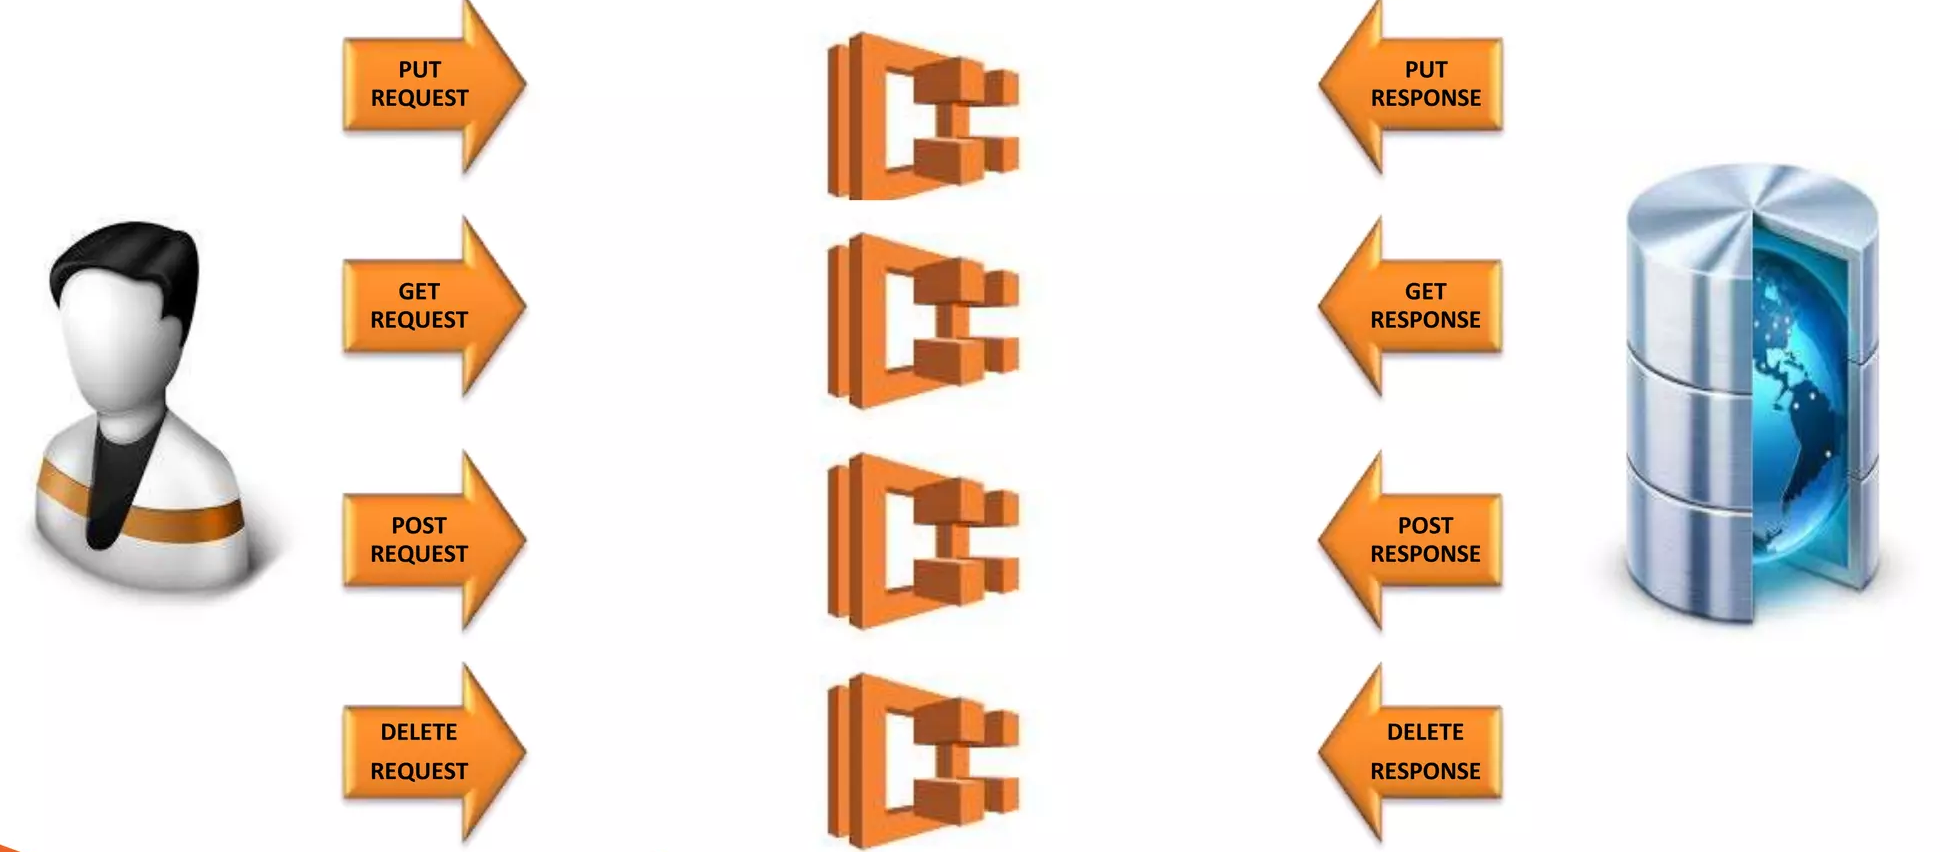 PUT
REQUEST
PUT
RESPONSE
GET
REQUEST
GET
RESPONSE
POST
REQUEST
POST
RESPONSE
DELETE
REQUEST
DELETE
RESPONSE